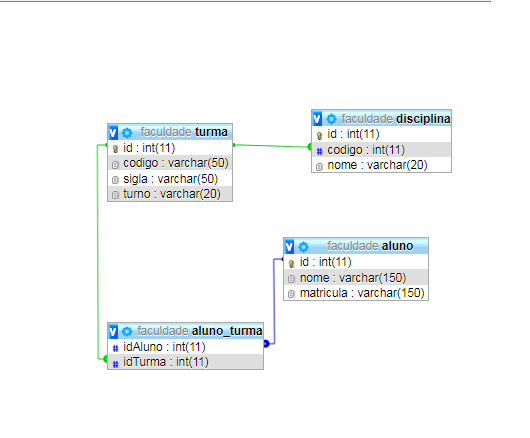 faculdade turma
id : int(11)
codigo : varchar(50)
sigla : varchar(50)
turno : varchar(20)
faculdade disciplina
id : int(11)
codigo : int(11)
nome : varchar(20)
faculdade aluno
id : int(11)
nome : varchar(150)
matricula : varchar(150)
faculdade aluno_turma
idAluno : int(11)
idTurma : int(11)